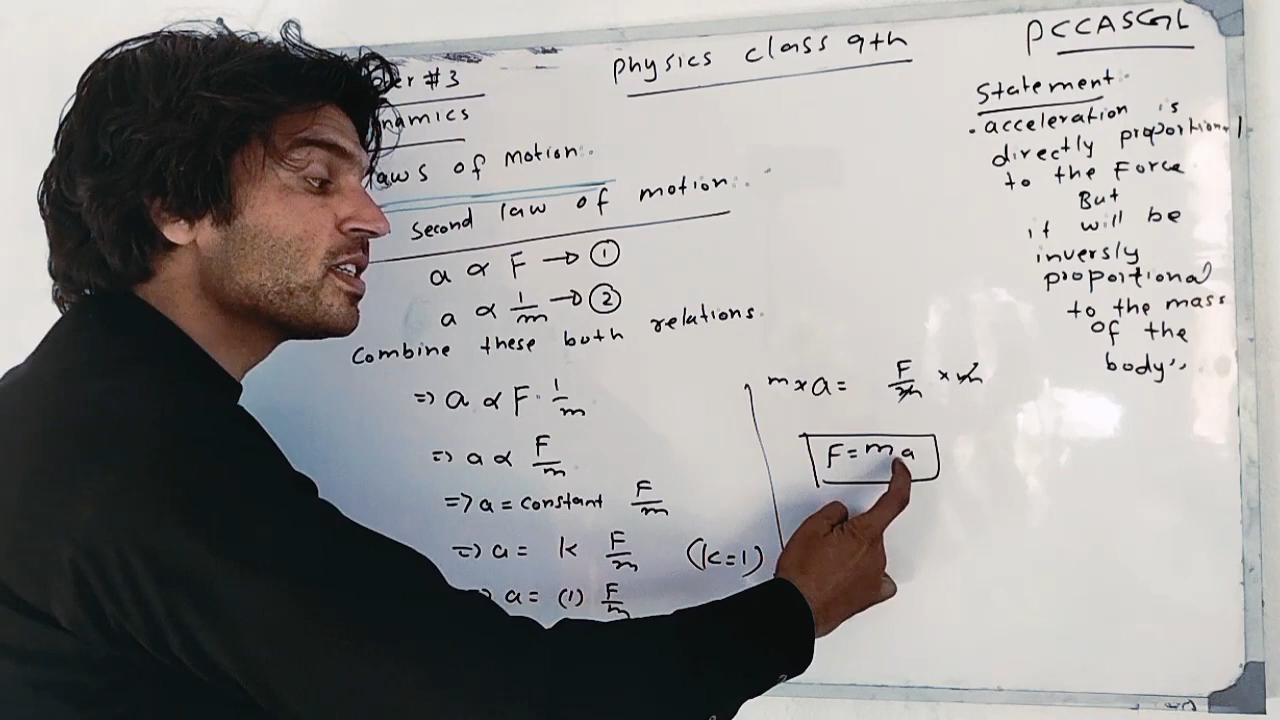 Physics class 9th
PCCASGL
#3
namics
laws of Motion.
Second law of motion.
a ∝ F → ①
a ∝ 1/m → ②
Combine these both relations.
⇒ a ∝ F · 1/m
⇒ a ∝ F/m
⇒ a = constant F/m
⇒ a = k F/m (k=1)
a = (1) F/m
m × a = F/m × m
F = ma
Statement.
. acceleration is
directly proportional
to the Force
But
it will be
inversly
proportional
to the mass
of the
body".